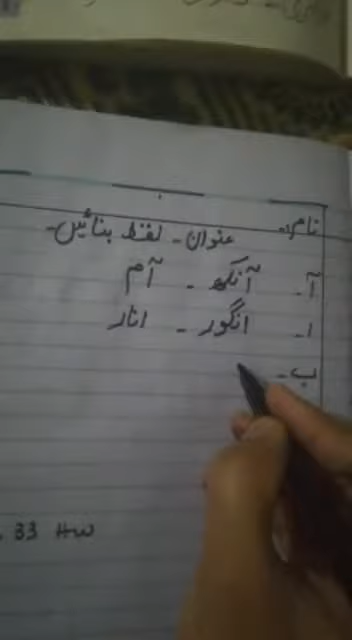 نام:۔
عنوان۔ لفظ بنائیں۔
آ۔ آنکھ ۔ آم
ا۔ انگور ۔ انار
ب۔
33 HW